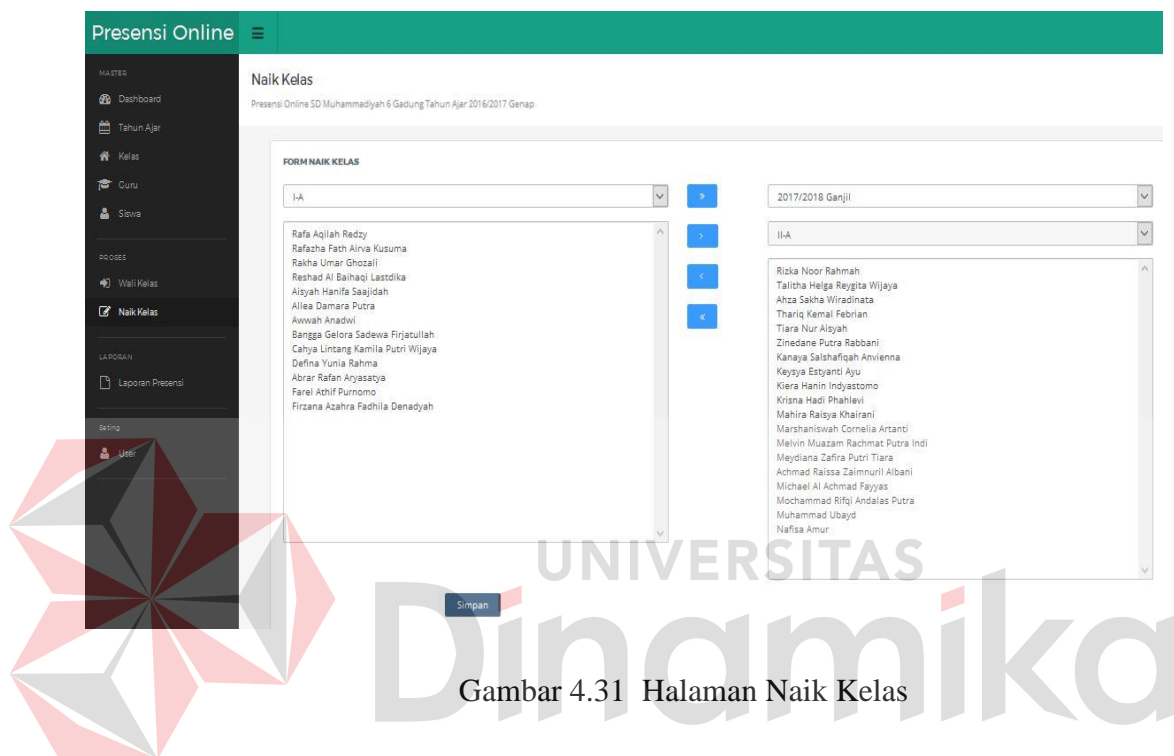 Presensi Online
MASTER
Dashboard
Tahun Ajar
Kelas
Guru
Siswa
PROSES
Wali Kelas
Naik Kelas
LAPORAN
Laporan Presensi
Seting
User
Naik Kelas
Presensi Online SD Muhammadiyah 6 Gadung Tahun Ajar 2016/2017 Genap
FORM NAIK KELAS
I-A
Rafa Aqilah Redzy
Rafazha Fath Airva Kusuma
Rakha Umar Ghozali
Reshad Al Baihaqi Lastdika
Aisyah Hanifa Saajidah
Allea Damara Putra
Awwah Anadwi
Bangga Gelora Sadewa Firjatullah
Cahya Lintang Kamila Putri Wijaya
Defina Yunia Rahma
Abrar Rafan Aryasatya
Farel Athif Purnomo
Firzana Azahra Fadhila Denadyah
»
›
‹
«
2017/2018 Ganjil
II-A
Rizka Noor Rahmah
Talitha Helga Reygita Wijaya
Ahza Sakha Wiradinata
Thariq Kemal Febrian
Tiara Nur Aisyah
Zinedane Putra Rabbani
Kanaya Salshafiqah Anvienna
Keysya Estyanti Ayu
Kiera Hanin Indyastomo
Krisna Hadi Phahlevi
Mahira Raisya Khairani
Marshaniswah Cornelia Artanti
Melvin Muazam Rachmat Putra Indi
Meydiana Zafira Putri Tiara
Achmad Raissa Zaimnuril Albani
Michael Al Achmad Fayyas
Mochammad Rifqi Andalas Putra
Muhammad Ubayd
Nafisa Amur
Simpan
UNIVERSITAS
Dinamika
Gambar 4.31 Halaman Naik Kelas